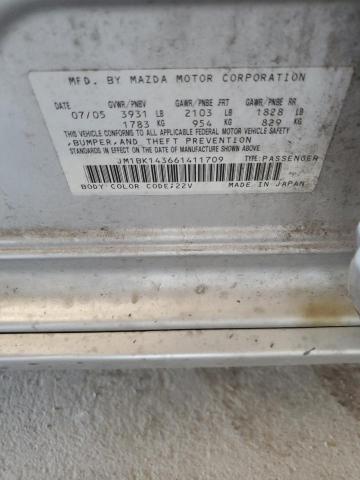 MFD. BY MAZDA MOTOR CORPORATION
DATE GVWR/PNBV GAWR/PNBE FRT GAWR/PNBE RR
07/05 3931 LB 2103 LB 1828 LB
1783 KG 954 KG 829 KG
THIS VEHICLE CONFORMS TO ALL APPLICABLE FEDERAL MOTOR VEHICLE SAFETY
,BUMPER,AND THEFT PREVENTION
STANDARDS IN EFFECT ON THE DATE OF MANUFACTURE SHOWN ABOVE
JM1BK143661411709 TYPE:PASSENGER
BODY COLOR CODE:22V MADE IN JAPAN